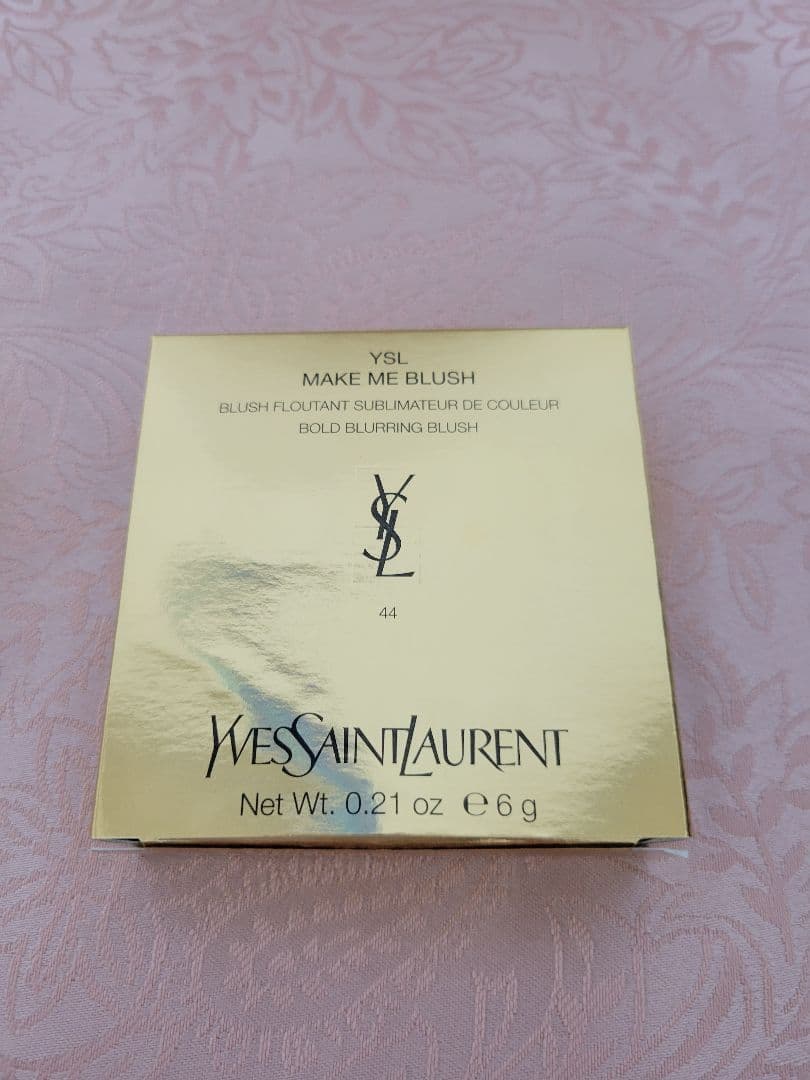 YSL
MAKE ME BLUSH
BLUSH FLOUTANT SUBLIMATEUR DE COULEUR
BOLD BLURRING BLUSH
YSL
44
YVESSAINTLAURENT
Net Wt. 0.21 oz ℮ 6 g